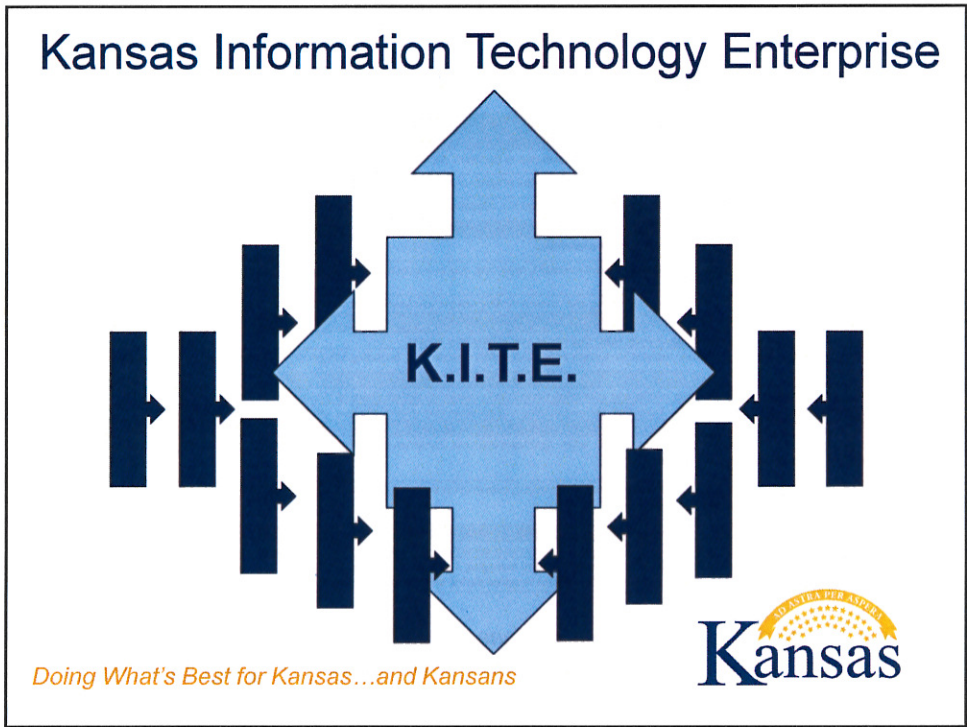 Kansas Information Technology Enterprise
K.I.T.E.
AD ASTRA PER ASPERA
Kansas
Doing What's Best for Kansas...and Kansans